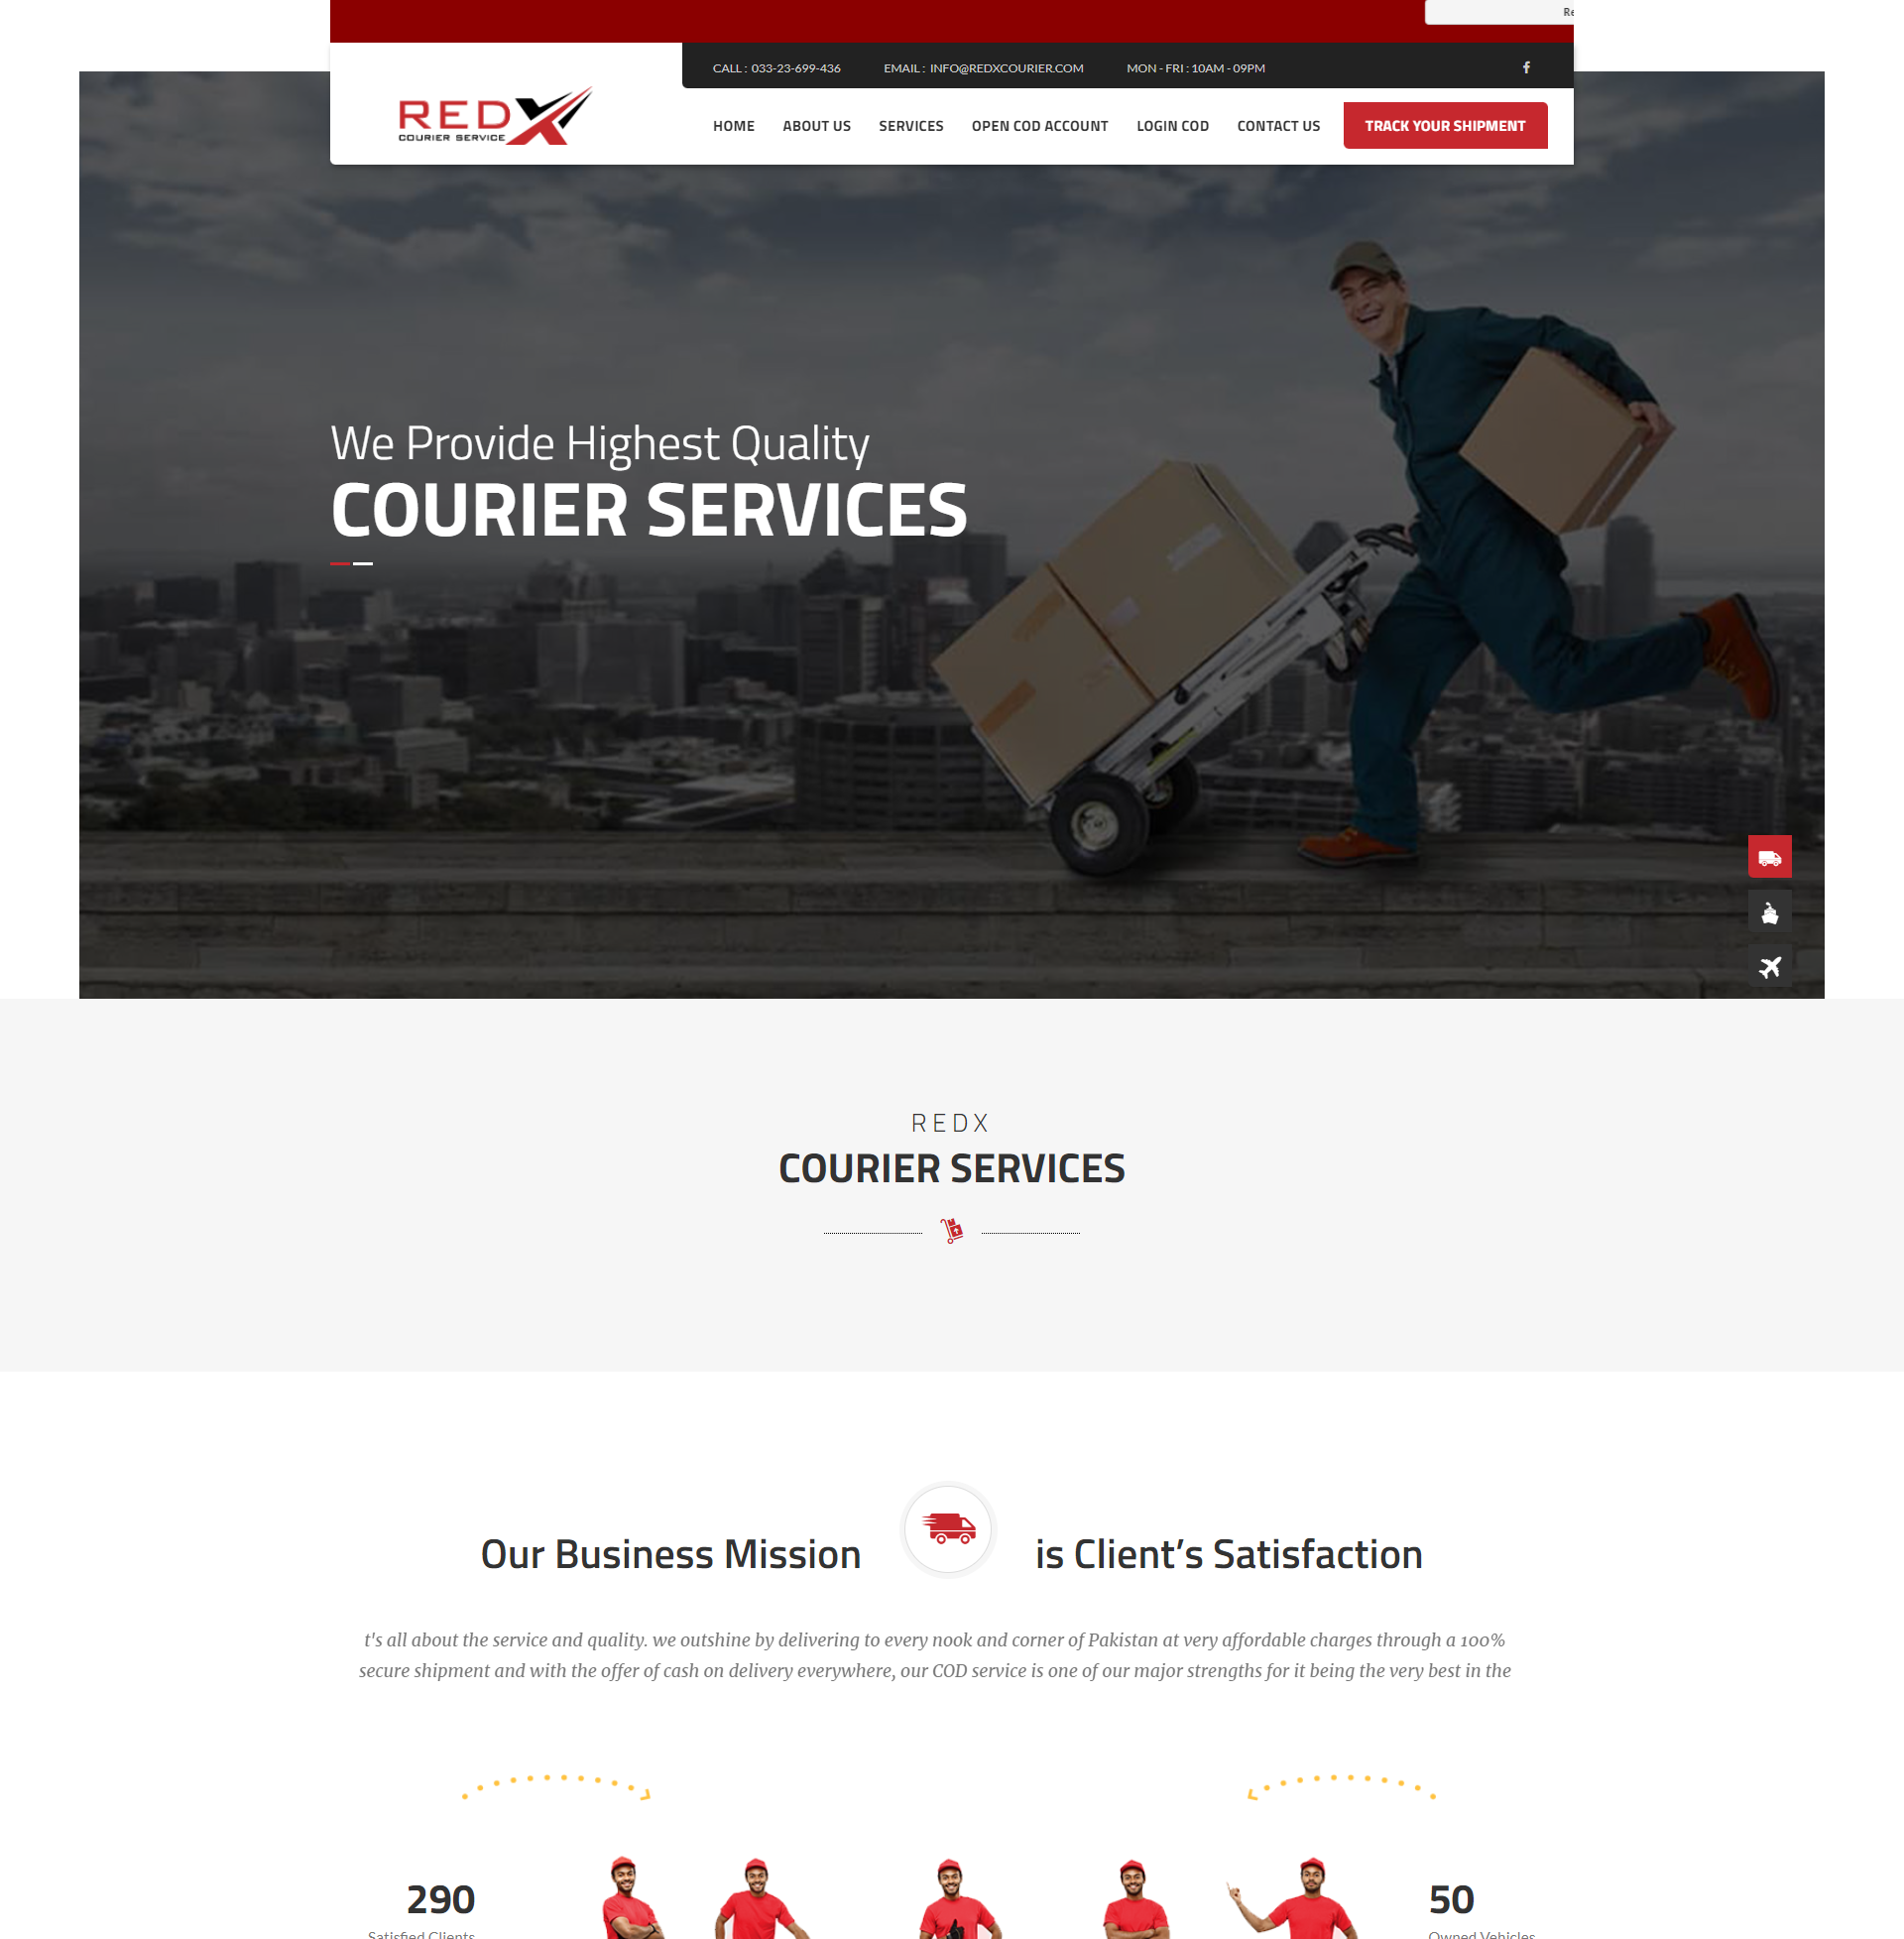 Re
CALL : 033-23-699-436 EMAIL : INFO@REDXCOURIER.COM MON - FRI : 10AM - 09PM
REDX
COURIER SERVICE
HOME ABOUT US SERVICES OPEN COD ACCOUNT LOGIN COD CONTACT US TRACK YOUR SHIPMENT
We Provide Highest Quality
COURIER SERVICES
REDX
COURIER SERVICES
Our Business Mission is Client’s Satisfaction
t's all about the service and quality. we outshine by delivering to every nook and corner of Pakistan at very affordable charges through a 100%
secure shipment and with the offer of cash on delivery everywhere, our COD service is one of our major strengths for it being the very best in the
290 50
Satisfied Clients Owned Vehicles